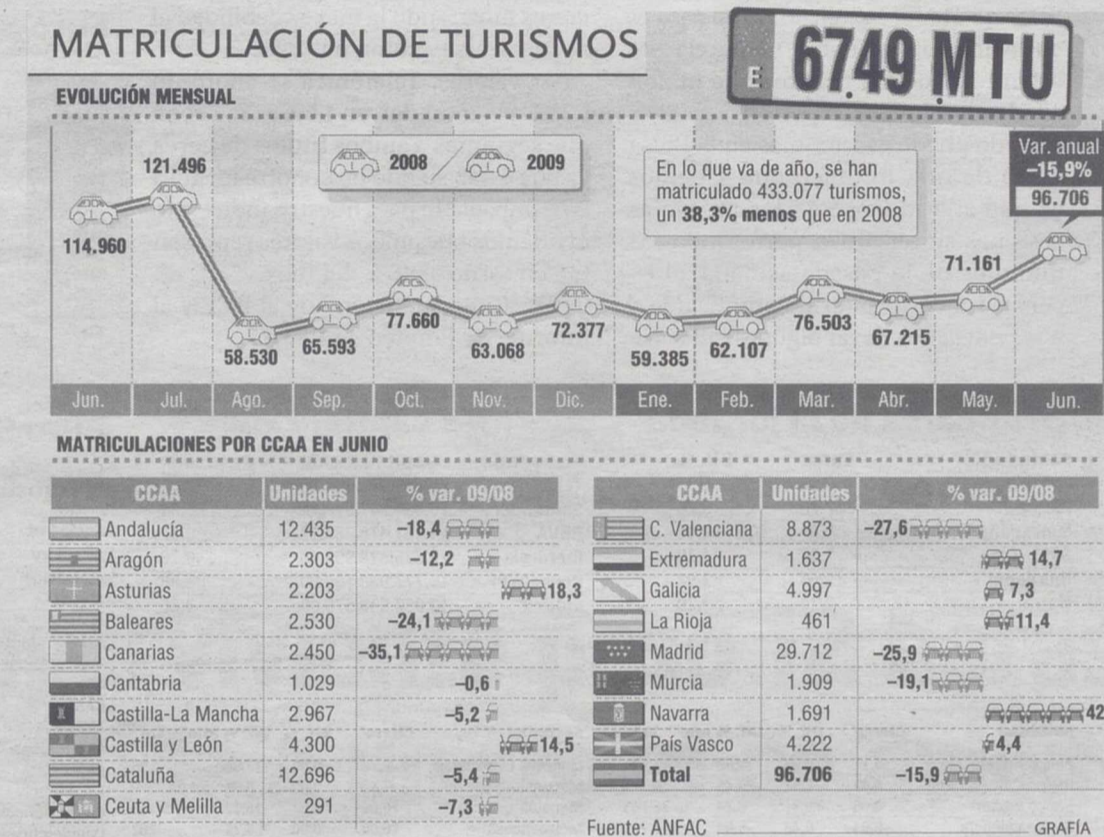 MATRICULACIÓN DE TURISMOS
E 6749 MTU
EVOLUCIÓN MENSUAL
2008 / 2009
En lo que va de año, se han
matriculado 433.077 turismos,
un 38,3% menos que en 2008
Var. anual
–15,9%
96.706
114.960
121.496
58.530
65.593
77.660
63.068
72.377
59.385
62.107
76.503
67.215
71.161
Jun. Jul. Ago. Sep. Oct. Nov. Dic. Ene. Feb. Mar. Abr. May. Jun.
MATRICULACIONES POR CCAA EN JUNIO
CCAA Unidades % var. 09/08
Andalucía 12.435 –18,4
Aragón 2.303 –12,2
Asturias 2.203 18,3
Baleares 2.530 –24,1
Canarias 2.450 –35,1
Cantabria 1.029 –0,6
Castilla-La Mancha 2.967 –5,2
Castilla y León 4.300 14,5
Cataluña 12.696 –5,4
Ceuta y Melilla 291 –7,3
CCAA Unidades % var. 09/08
C. Valenciana 8.873 –27,6
Extremadura 1.637 14,7
Galicia 4.997 7,3
La Rioja 461 11,4
Madrid 29.712 –25,9
Murcia 1.909 –19,1
Navarra 1.691 42
País Vasco 4.222 4,4
Total 96.706 –15,9
Fuente: ANFAC
GRAFÍA